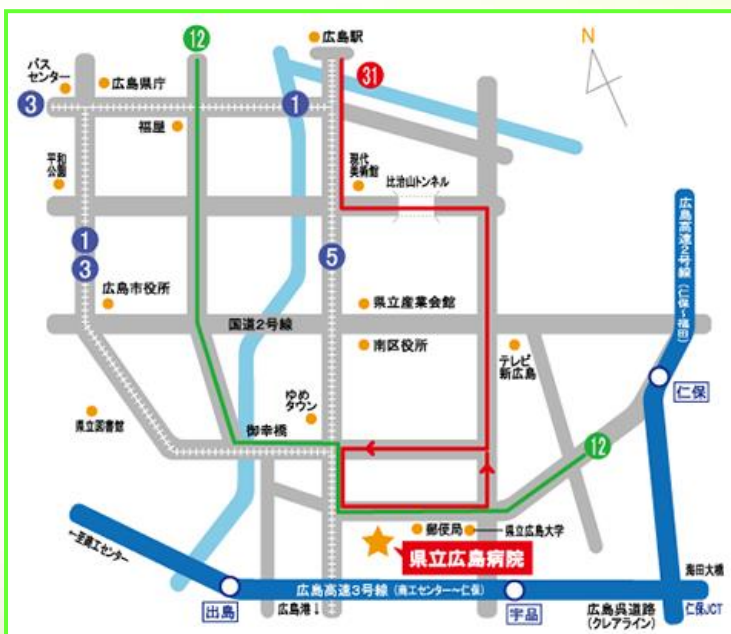 12
広島駅
N
バス
センター
広島県庁
31
3
1
福屋
平和
公園
現代
美術館
比治山トンネル
1
3
5
広島高速2号線(仁保〜福田)
広島市役所
県立産業会館
国道2号線
南区役所
テレビ
新広島
仁保
ゆめ
タウン
県立図書館
御幸橋
12
郵便局
県立広島大学
県立広島病院
←至商工センター
広島高速3号線(商工センター〜仁保)
海田大橋
出島
広島港↓
宇品
広島呉道路
(クレアライン)
仁保JCT